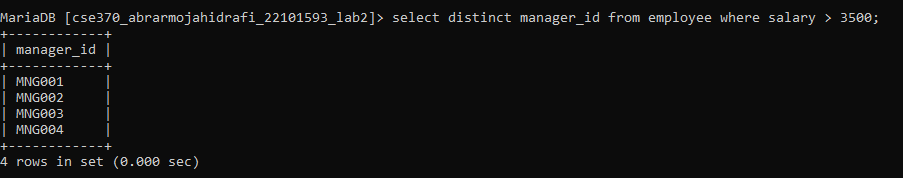 MariaDB [cse370_abrarmojahidrafi_22101593_lab2]> select distinct manager_id from employee where salary > 3500;
+------------+
| manager_id |
+------------+
| MNG001     |
| MNG002     |
| MNG003     |
| MNG004     |
+------------+
4 rows in set (0.000 sec)